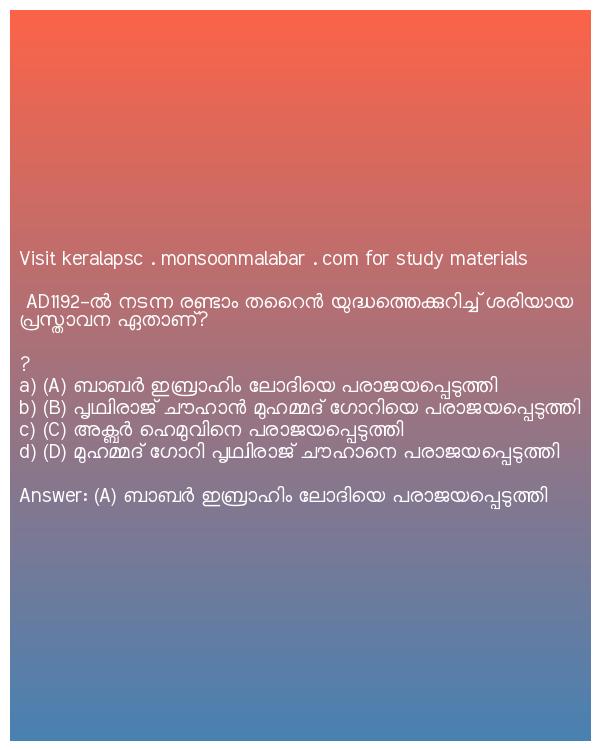 Visit keralapsc . monsoonmalabar . com for study materials
AD1192-ൽ നടന്ന രണ്ടാം തറൈൻ യുദ്ധത്തെക്കുറിച്ച് ശരിയായ
പ്രസ്താവന ഏതാണ്?
?
a) (A) ബാബർ ഇബ്രാഹിം ലോദിയെ പരാജയപ്പെടുത്തി
b) (B) പൃഥ്വിരാജ് ചൗഹാൻ മുഹമ്മദ് ഗോറിയെ പരാജയപ്പെടുത്തി
c) (C) അക്ബർ ഹെമുവിനെ പരാജയപ്പെടുത്തി
d) (D) മുഹമ്മദ് ഗോറി പൃഥ്വിരാജ് ചൗഹാനെ പരാജയപ്പെടുത്തി
Answer: (A) ബാബർ ഇബ്രാഹിം ലോദിയെ പരാജയപ്പെടുത്തി